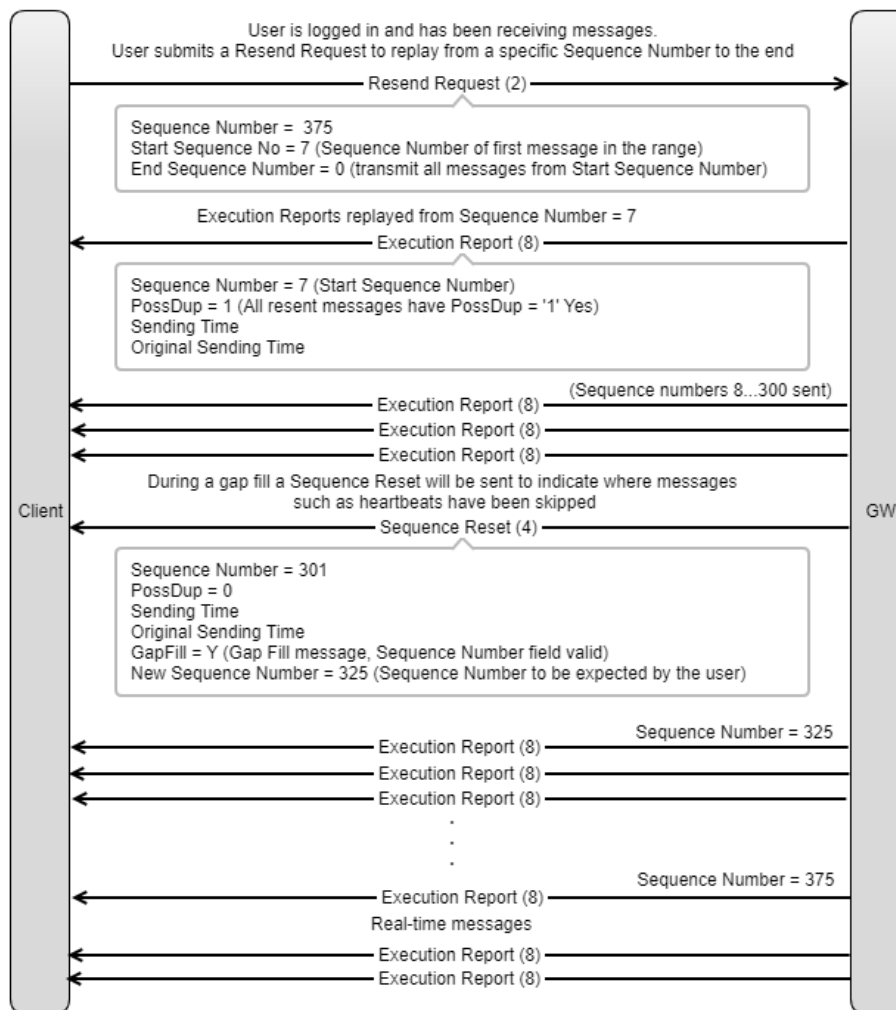 User is logged in and has been receiving messages.
User submits a Resend Request to replay from a specific Sequence Number to the end
Resend Request (2)
Sequence Number =  375
Start Sequence No = 7 (Sequence Number of first message in the range)
End Sequence Number = 0 (transmit all messages from Start Sequence Number)
Execution Reports replayed from Sequence Number = 7
Execution Report (8)
Sequence Number = 7 (Start Sequence Number)
PossDup = 1 (All resent messages have PossDup = '1' Yes)
Sending Time
Original Sending Time
(Sequence numbers 8...300 sent)
Execution Report (8)
Execution Report (8)
Execution Report (8)
During a gap fill a Sequence Reset will be sent to indicate where messages
such as heartbeats have been skipped
Client
GW
Sequence Reset (4)
Sequence Number = 301
PossDup = 0
Sending Time
Original Sending Time
GapFill = Y (Gap Fill message, Sequence Number field valid)
New Sequence Number = 325 (Sequence Number to be expected by the user)
Sequence Number = 325
Execution Report (8)
Execution Report (8)
Execution Report (8)
.
.
.
Sequence Number = 375
Execution Report (8)
Real-time messages
Execution Report (8)
Execution Report (8)